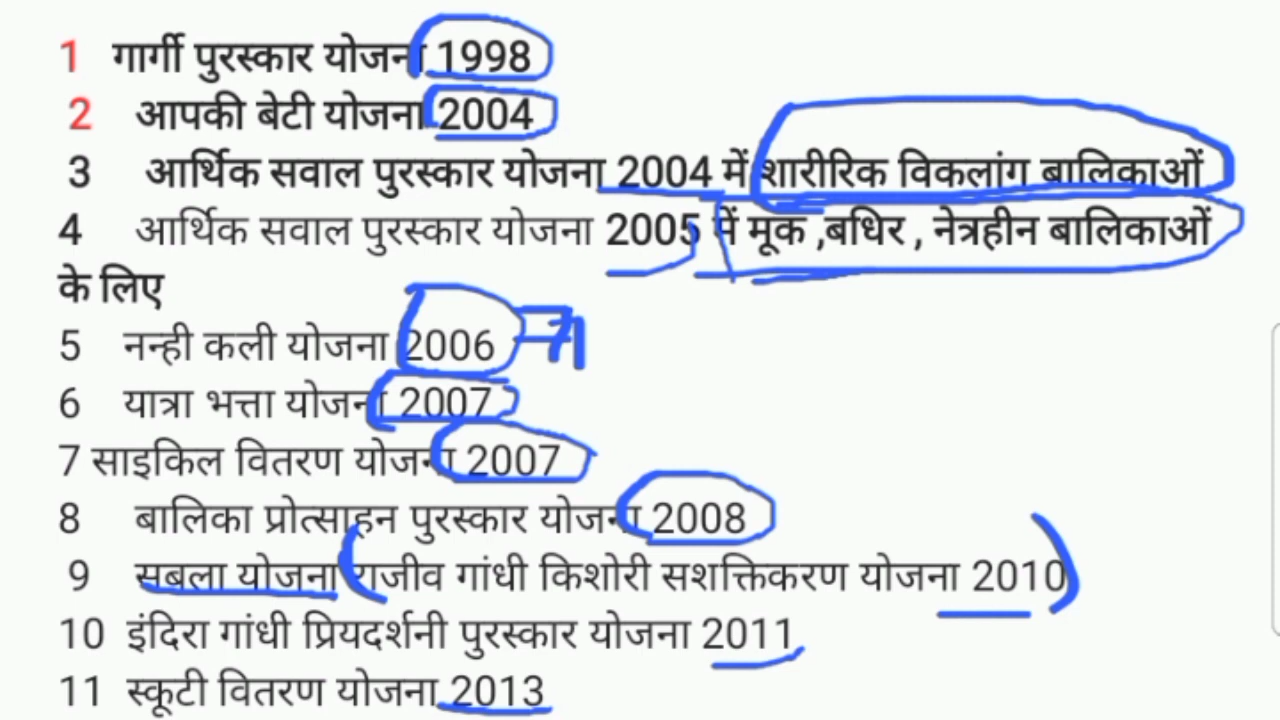 1 गार्गी पुरस्कार योजना 1998
2 आपकी बेटी योजना 2004
3 आर्थिक सवाल पुरस्कार योजना 2004 में शारीरिक विकलांग बालिकाओं
4 आर्थिक सवाल पुरस्कार योजना 2005 में मूक ,बधिर , नेत्रहीन बालिकाओं
के लिए
5 नन्ही कली योजना 2006
6 यात्रा भत्ता योजना 2007
7 साइकिल वितरण योजना 2007
8 बालिका प्रोत्साहन पुरस्कार योजना 2008
9 सबला योजना (राजीव गांधी किशोरी सशक्तिकरण योजना 2010)
10 इंदिरा गांधी प्रियदर्शनी पुरस्कार योजना 2011
11 स्कूटी वितरण योजना 2013